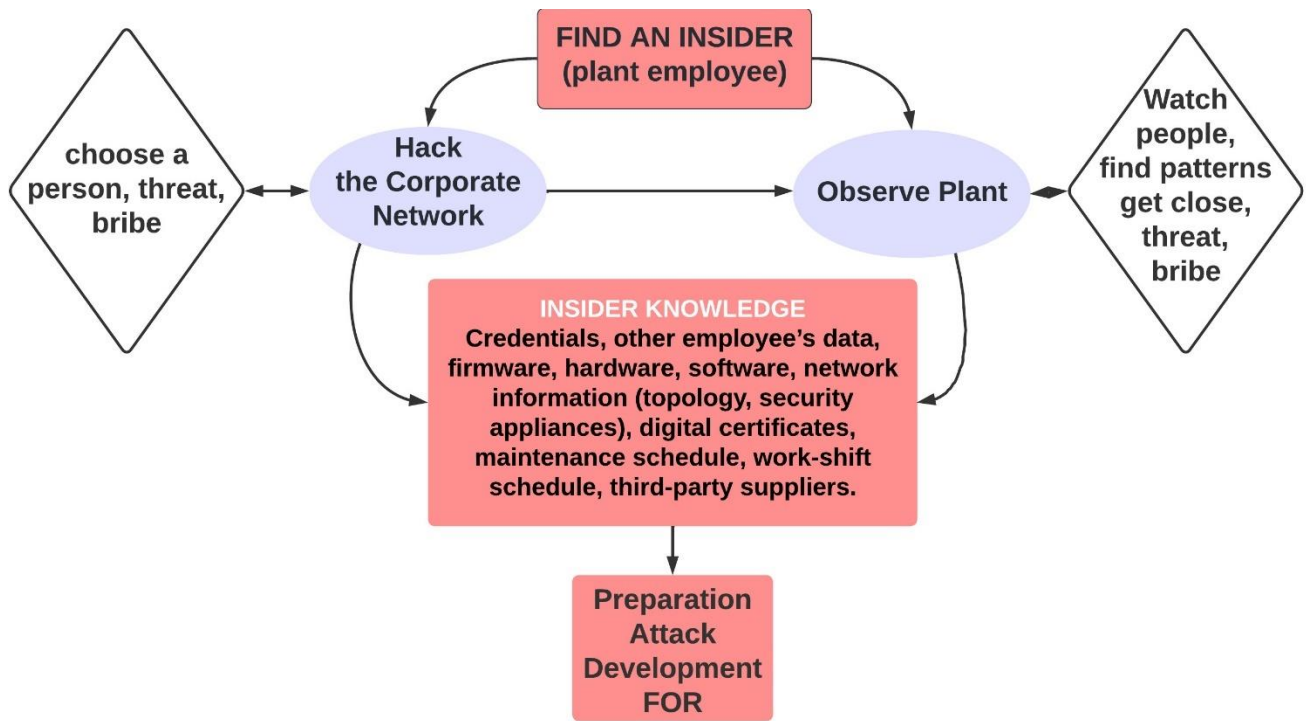 FIND AN INSIDER
(plant employee)
choose a
person, threat,
bribe
Hack
the Corporate
Network
Observe Plant
Watch
people,
find patterns
get close,
threat,
bribe
INSIDER KNOWLEDGE
Credentials, other employee’s data,
firmware, hardware, software, network
information (topology, security
appliances), digital certificates,
maintenance schedule, work-shift
schedule, third-party suppliers.
Preparation
Attack
Development
FOR